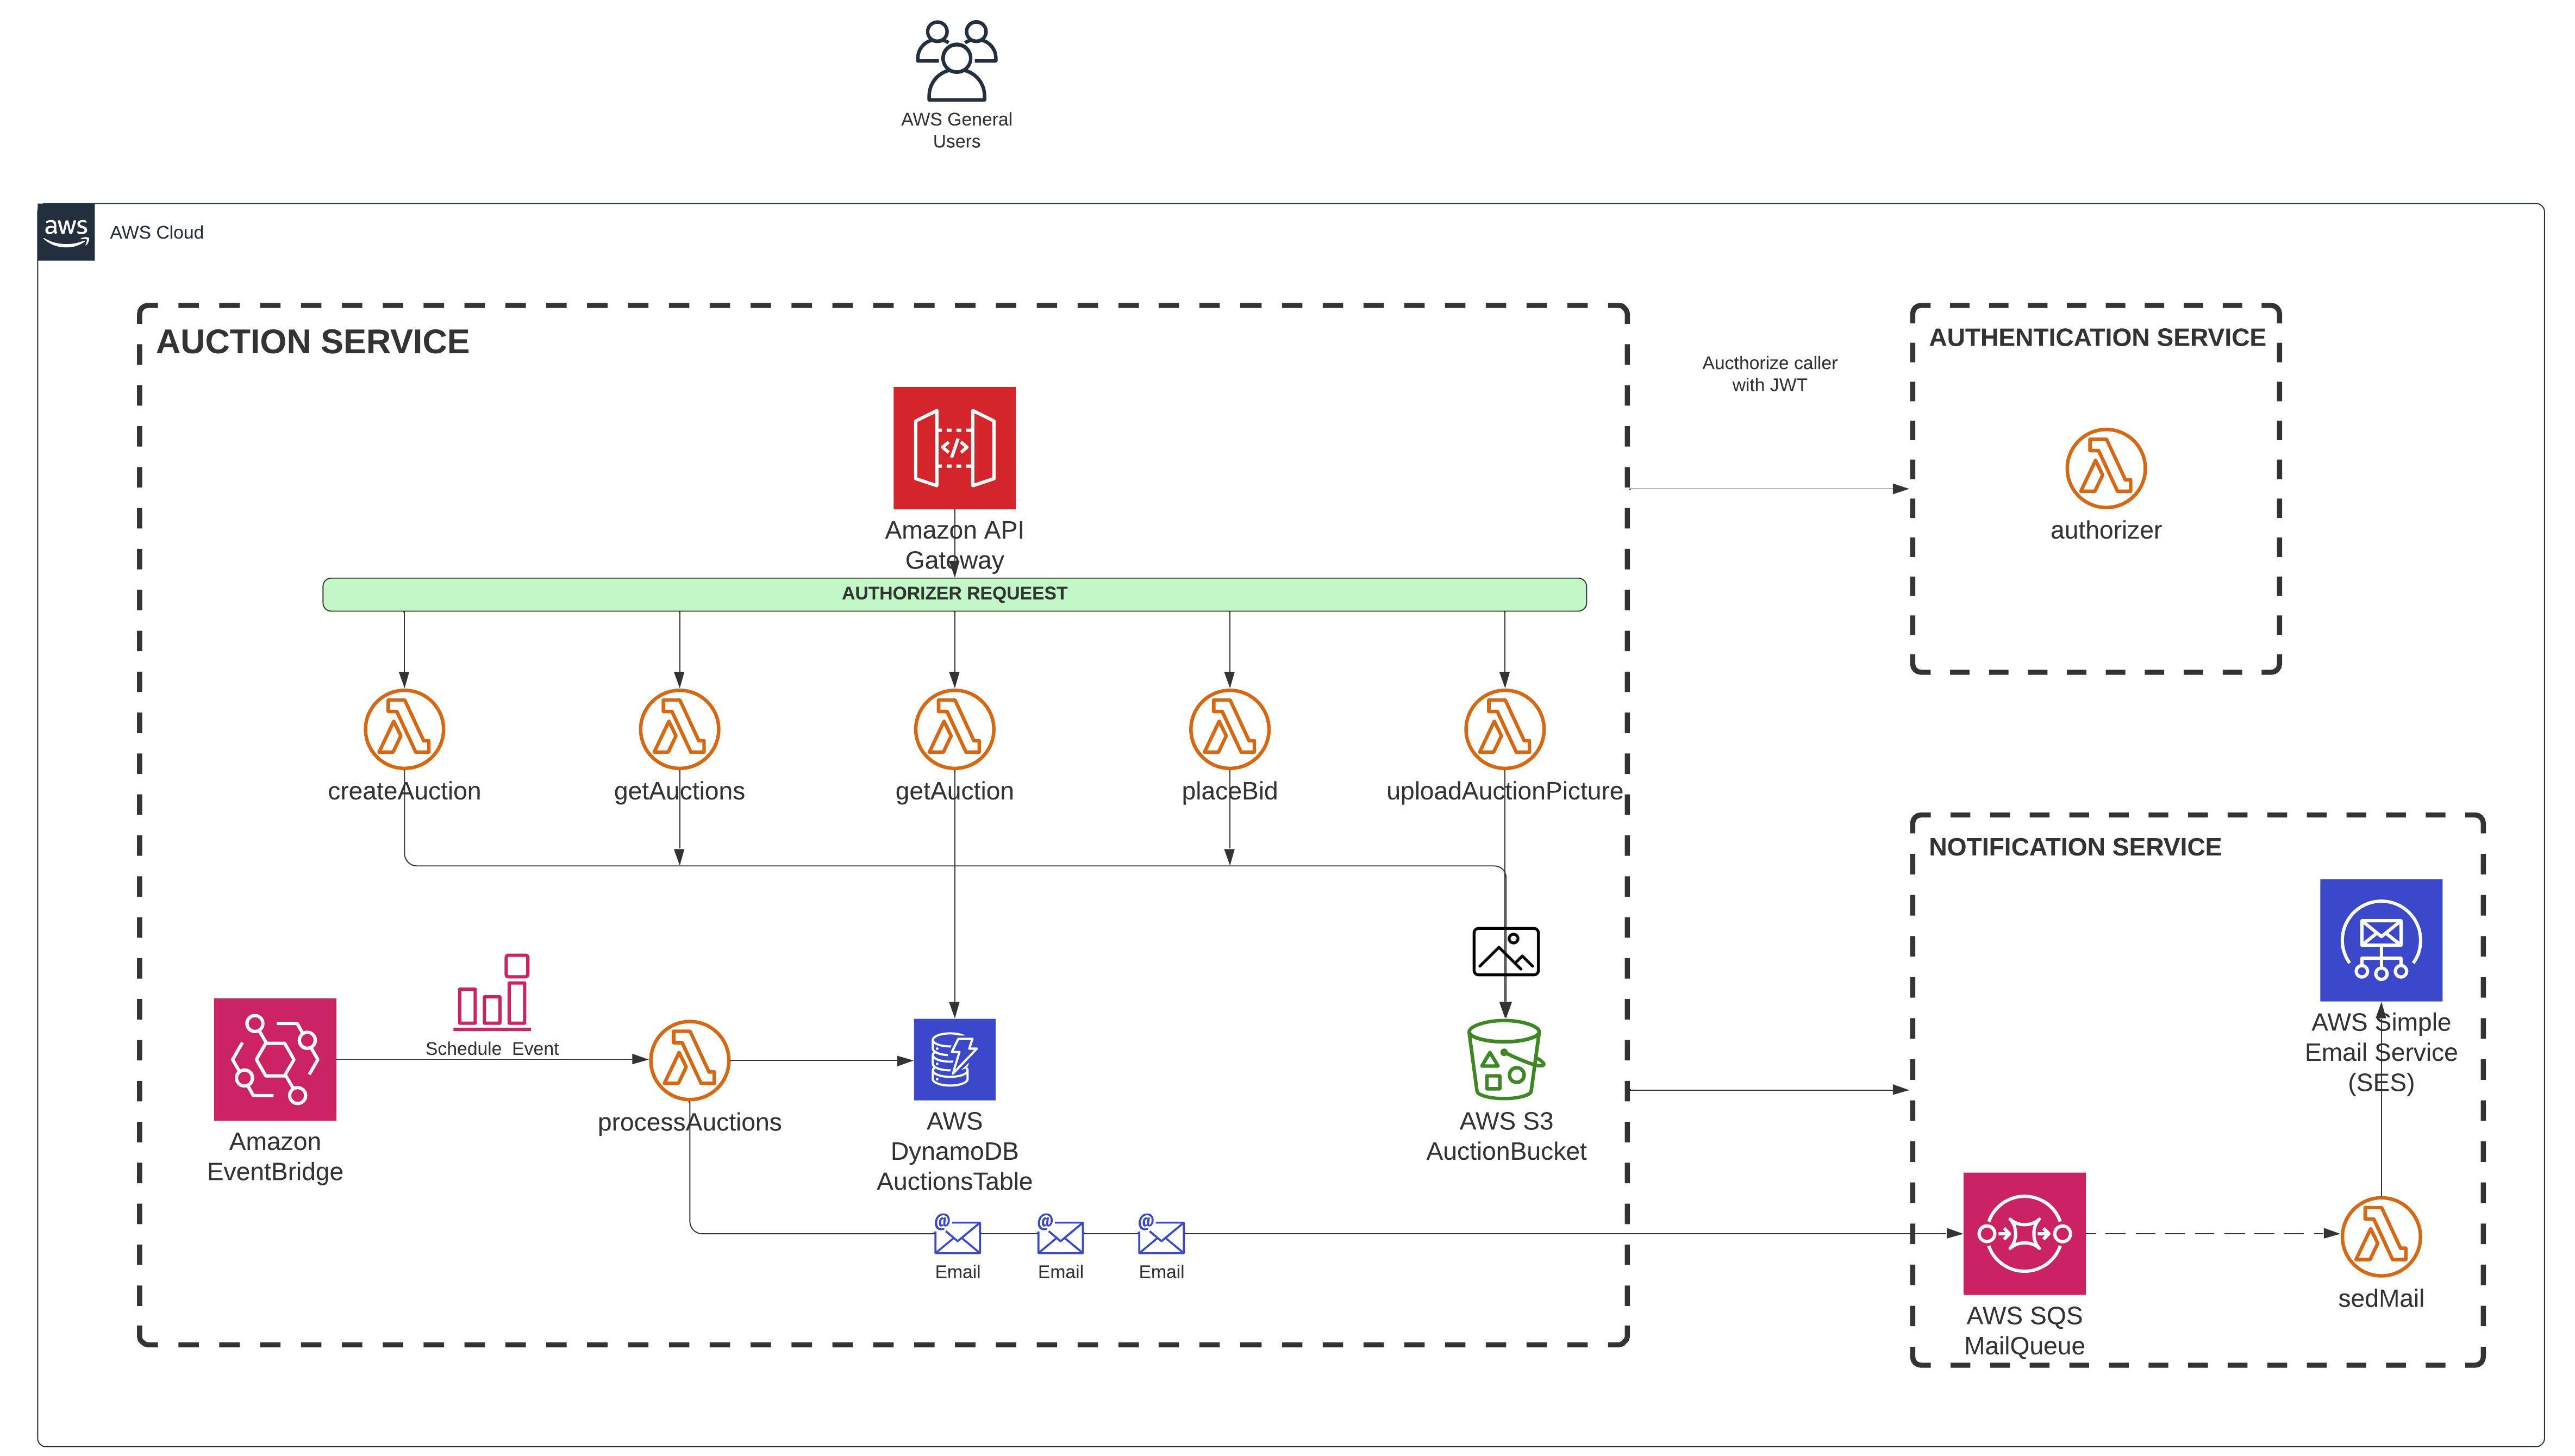 AWS General
Users
aws
AWS Cloud
AUCTION SERVICE
Amazon API
Gateway
AUTHORIZER REQUEEST
createAuction
getAuctions
getAuction
placeBid
uploadAuctionPicture
Schedule Event
Amazon
EventBridge
processAuctions
AWS
DynamoDB
AuctionsTable
AWS S3
AuctionBucket
@
Email
@
Email
@
Email
Aucthorize caller
with JWT
AUTHENTICATION SERVICE
authorizer
NOTIFICATION SERVICE
AWS Simple
Email Service
(SES)
AWS SQS
MailQueue
sedMail